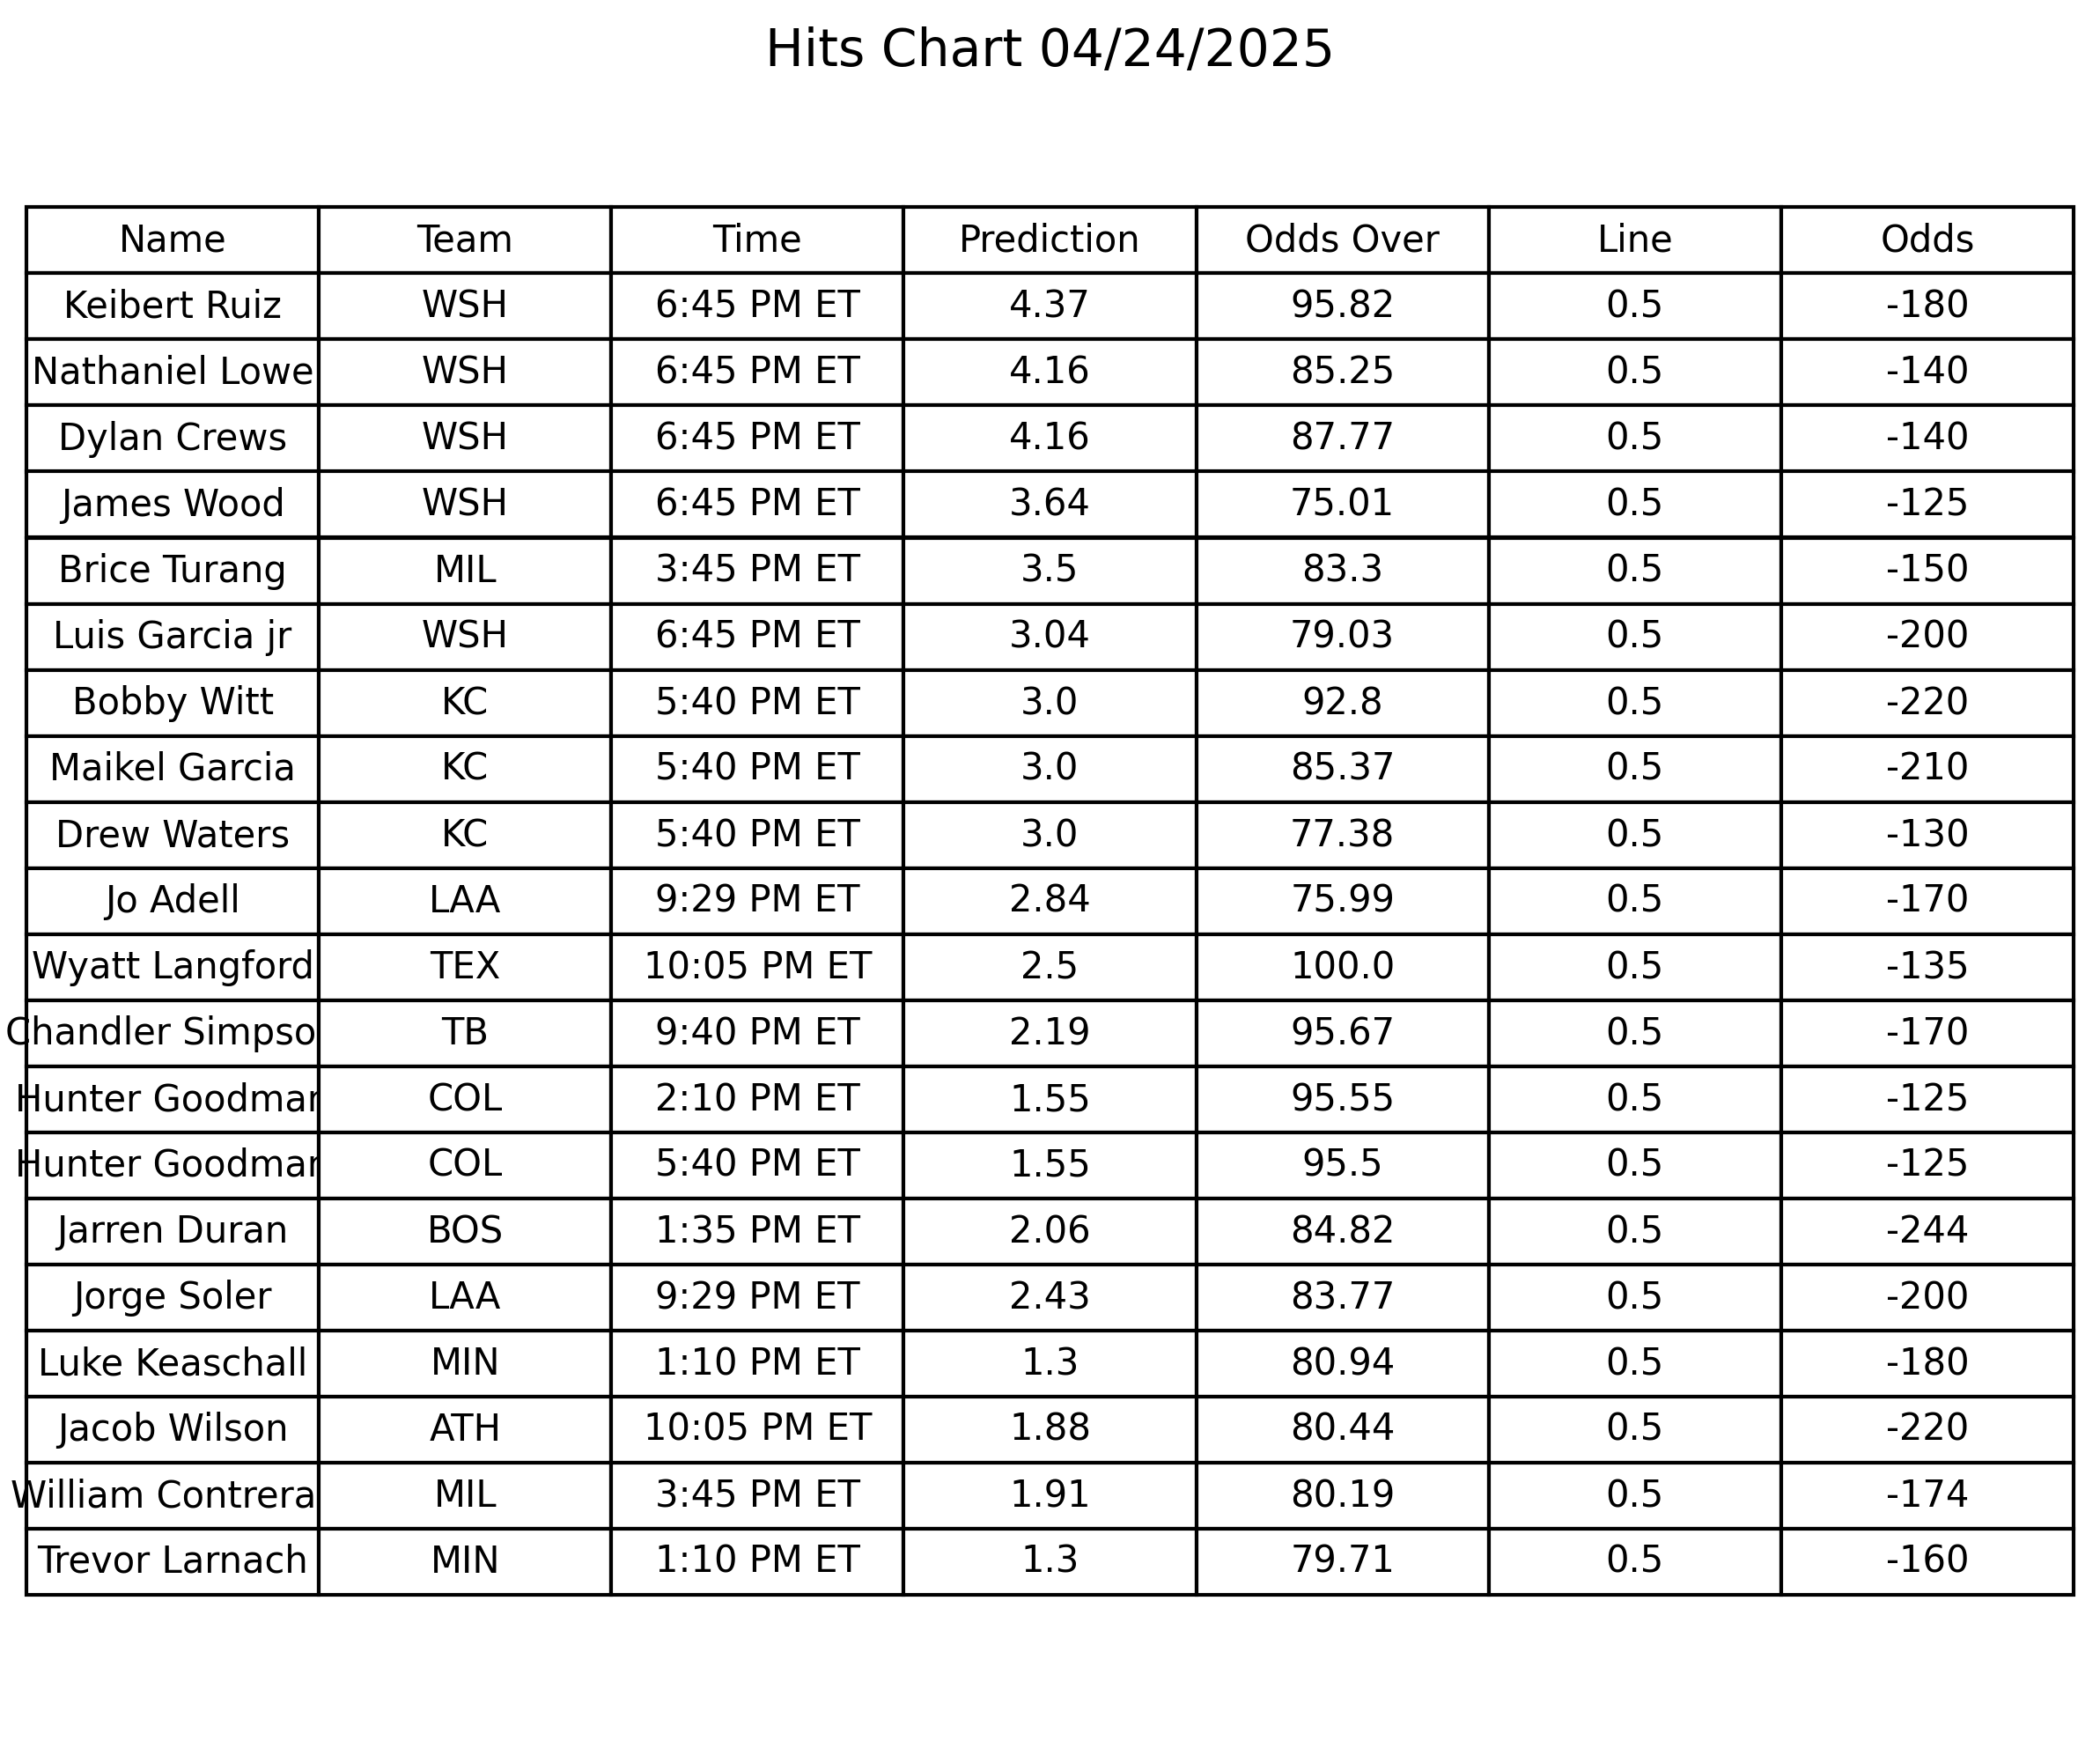 Hits Chart 04/24/2025
Name Team Time Prediction Odds Over Line Odds
Keibert Ruiz WSH 6:45 PM ET 4.37 95.82 0.5 -180
Nathaniel Lowe WSH 6:45 PM ET 4.16 85.25 0.5 -140
Dylan Crews WSH 6:45 PM ET 4.16 87.77 0.5 -140
James Wood WSH 6:45 PM ET 3.64 75.01 0.5 -125
Brice Turang MIL 3:45 PM ET 3.5 83.3 0.5 -150
Luis Garcia jr WSH 6:45 PM ET 3.04 79.03 0.5 -200
Bobby Witt KC 5:40 PM ET 3.0 92.8 0.5 -220
Maikel Garcia KC 5:40 PM ET 3.0 85.37 0.5 -210
Drew Waters KC 5:40 PM ET 3.0 77.38 0.5 -130
Jo Adell LAA 9:29 PM ET 2.84 75.99 0.5 -170
Wyatt Langford TEX 10:05 PM ET 2.5 100.0 0.5 -135
Chandler Simpso TB 9:40 PM ET 2.19 95.67 0.5 -170
Hunter Goodman COL 2:10 PM ET 1.55 95.55 0.5 -125
Hunter Goodman COL 5:40 PM ET 1.55 95.5 0.5 -125
Jarren Duran BOS 1:35 PM ET 2.06 84.82 0.5 -244
Jorge Soler LAA 9:29 PM ET 2.43 83.77 0.5 -200
Luke Keaschall MIN 1:10 PM ET 1.3 80.94 0.5 -180
Jacob Wilson ATH 10:05 PM ET 1.88 80.44 0.5 -220
William Contrera MIL 3:45 PM ET 1.91 80.19 0.5 -174
Trevor Larnach MIN 1:10 PM ET 1.3 79.71 0.5 -160